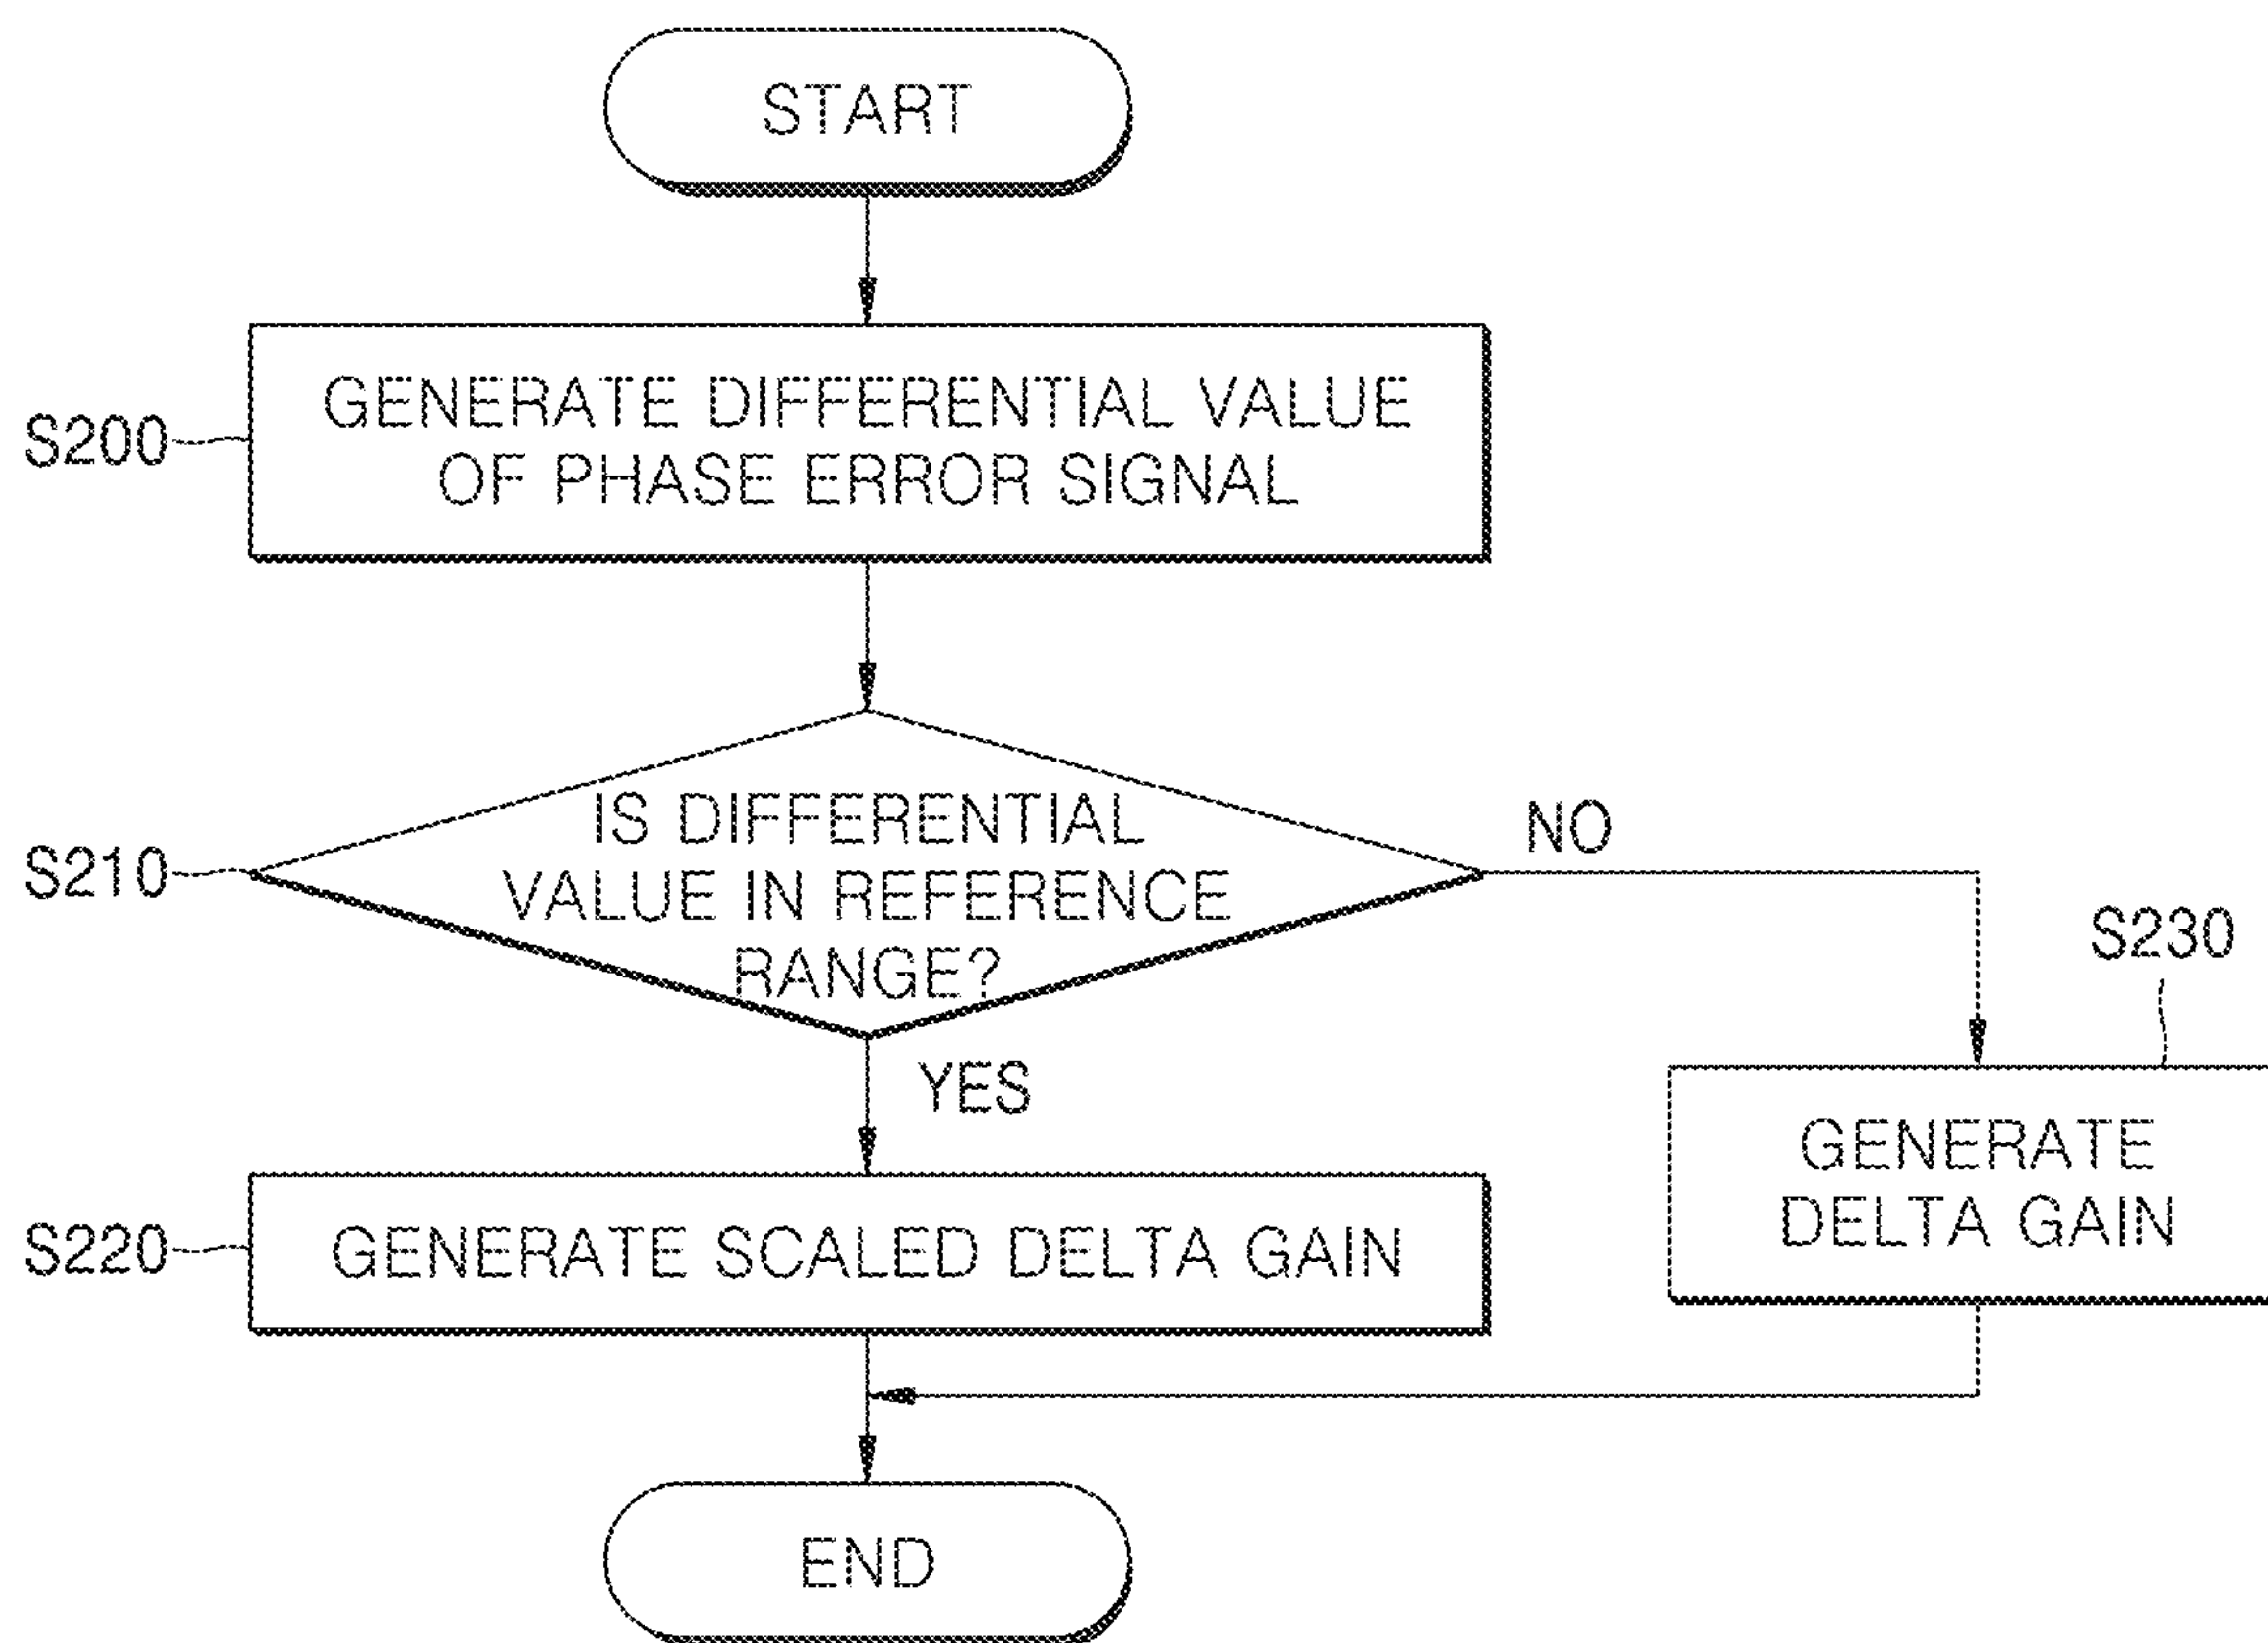 START
S200
GENERATE DIFFERENTIAL VALUE
OF PHASE ERROR SIGNAL
S210
IS DIFFERENTIAL
VALUE IN REFERENCE
RANGE?
NO
S230
YES
GENERATE
DELTA GAIN
S220
GENERATE SCALED DELTA GAIN
END